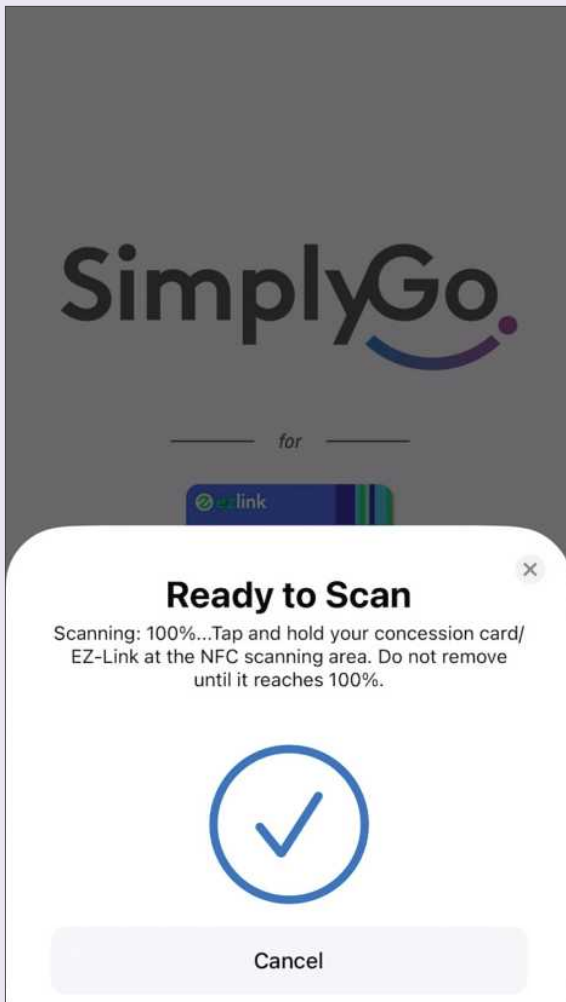 SimplyGo
for
ezlink
Ready to Scan
Scanning: 100%...Tap and hold your concession card/
EZ-Link at the NFC scanning area. Do not remove
until it reaches 100%.
Cancel